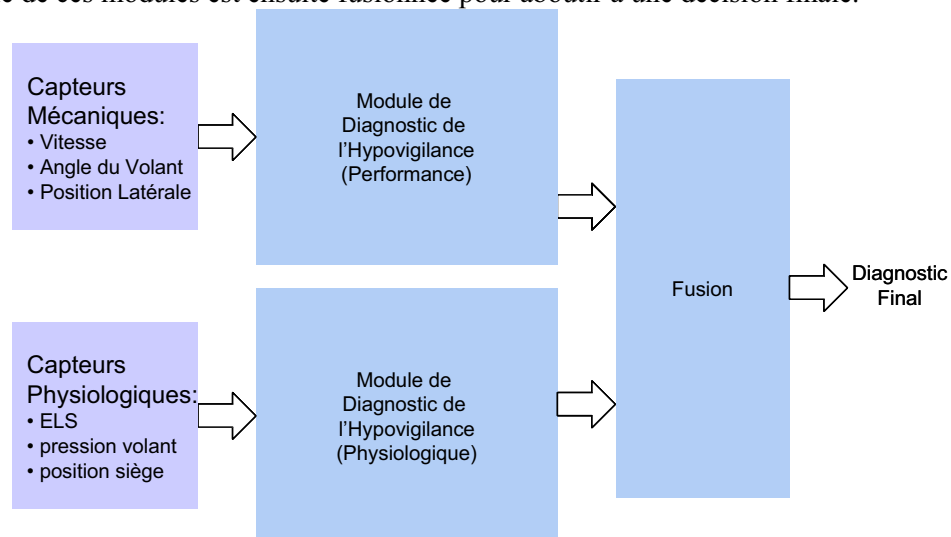 de ces modules est ensuite fusionnée pour aboutir à une décision finale.
Capteurs
Mécaniques:
• Vitesse
• Angle du Volant
• Position Latérale
Module de
Diagnostic de
l'Hypovigilance
(Performance)
Fusion
Diagnostic
Final
Capteurs
Physiologiques:
• ELS
• pression volant
• position siège
Module de
Diagnostic de
l'Hypovigilance
(Physiologique)